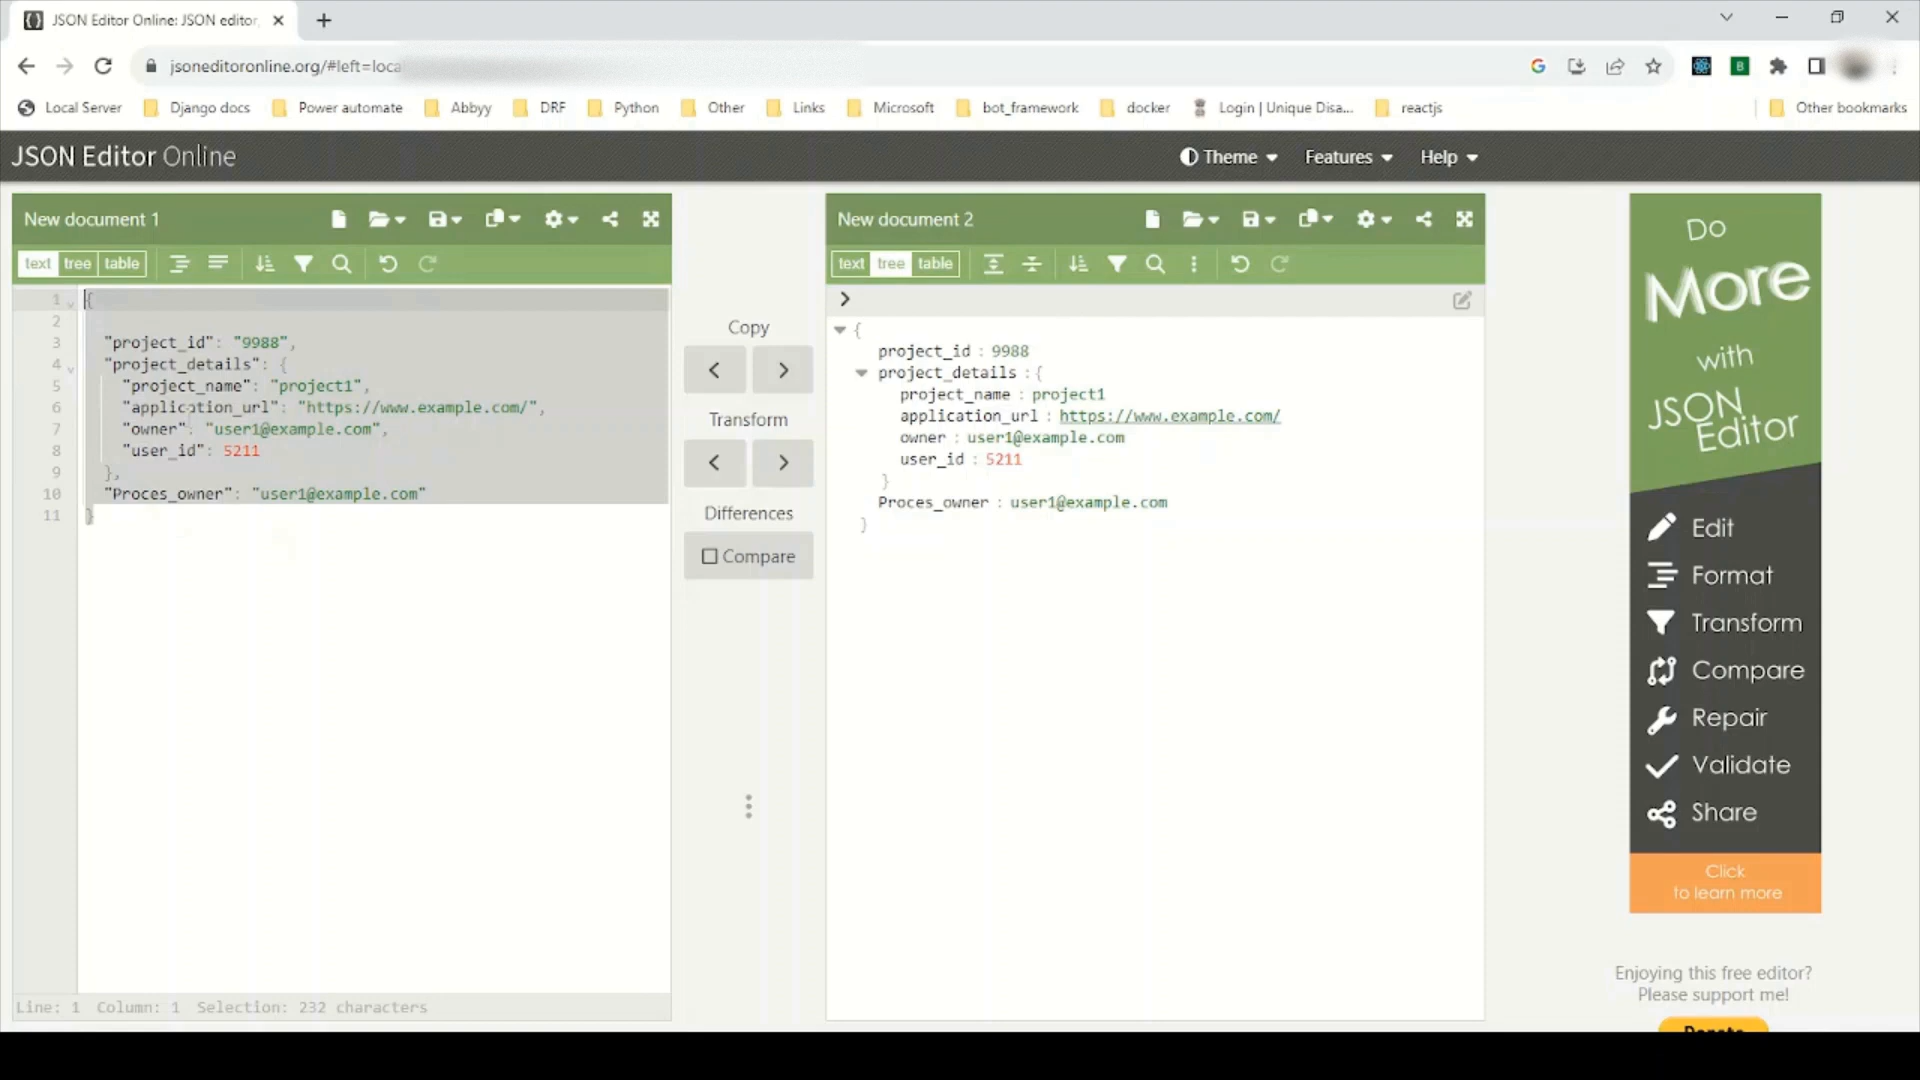 JSON Editor Online: JSON editor,
jsoneditoronline.org/#left=loca
Local Server Django docs Power automate Abbyy DRF Python Other Links Microsoft bot_framework docker Login | Unique Disa... reactjs Other bookmarks
JSON Editor Online
Theme Features Help
New document 1
text tree table
1 {
2
3 "project_id": "9988",
4 "project_details": {
5 "project_name": "project1",
6 "application_url": "https://www.example.com/",
7 "owner": "user1@example.com",
8 "user_id": 5211
9 },
10 "Proces_owner": "user1@example.com"
11 }
Line: 1 Column: 1 Selection: 232 characters
Copy
Transform
Differences
Compare
New document 2
text tree table
{
project_id : 9988
project_details : {
project_name : project1
application_url : https://www.example.com/
owner : user1@example.com
user_id : 5211
}
Proces_owner : user1@example.com
}
Do
More
with
JSON
Editor
Edit
Format
Transform
Compare
Repair
Validate
Share
Click
to learn more
Enjoying this free editor?
Please support me!
Donate